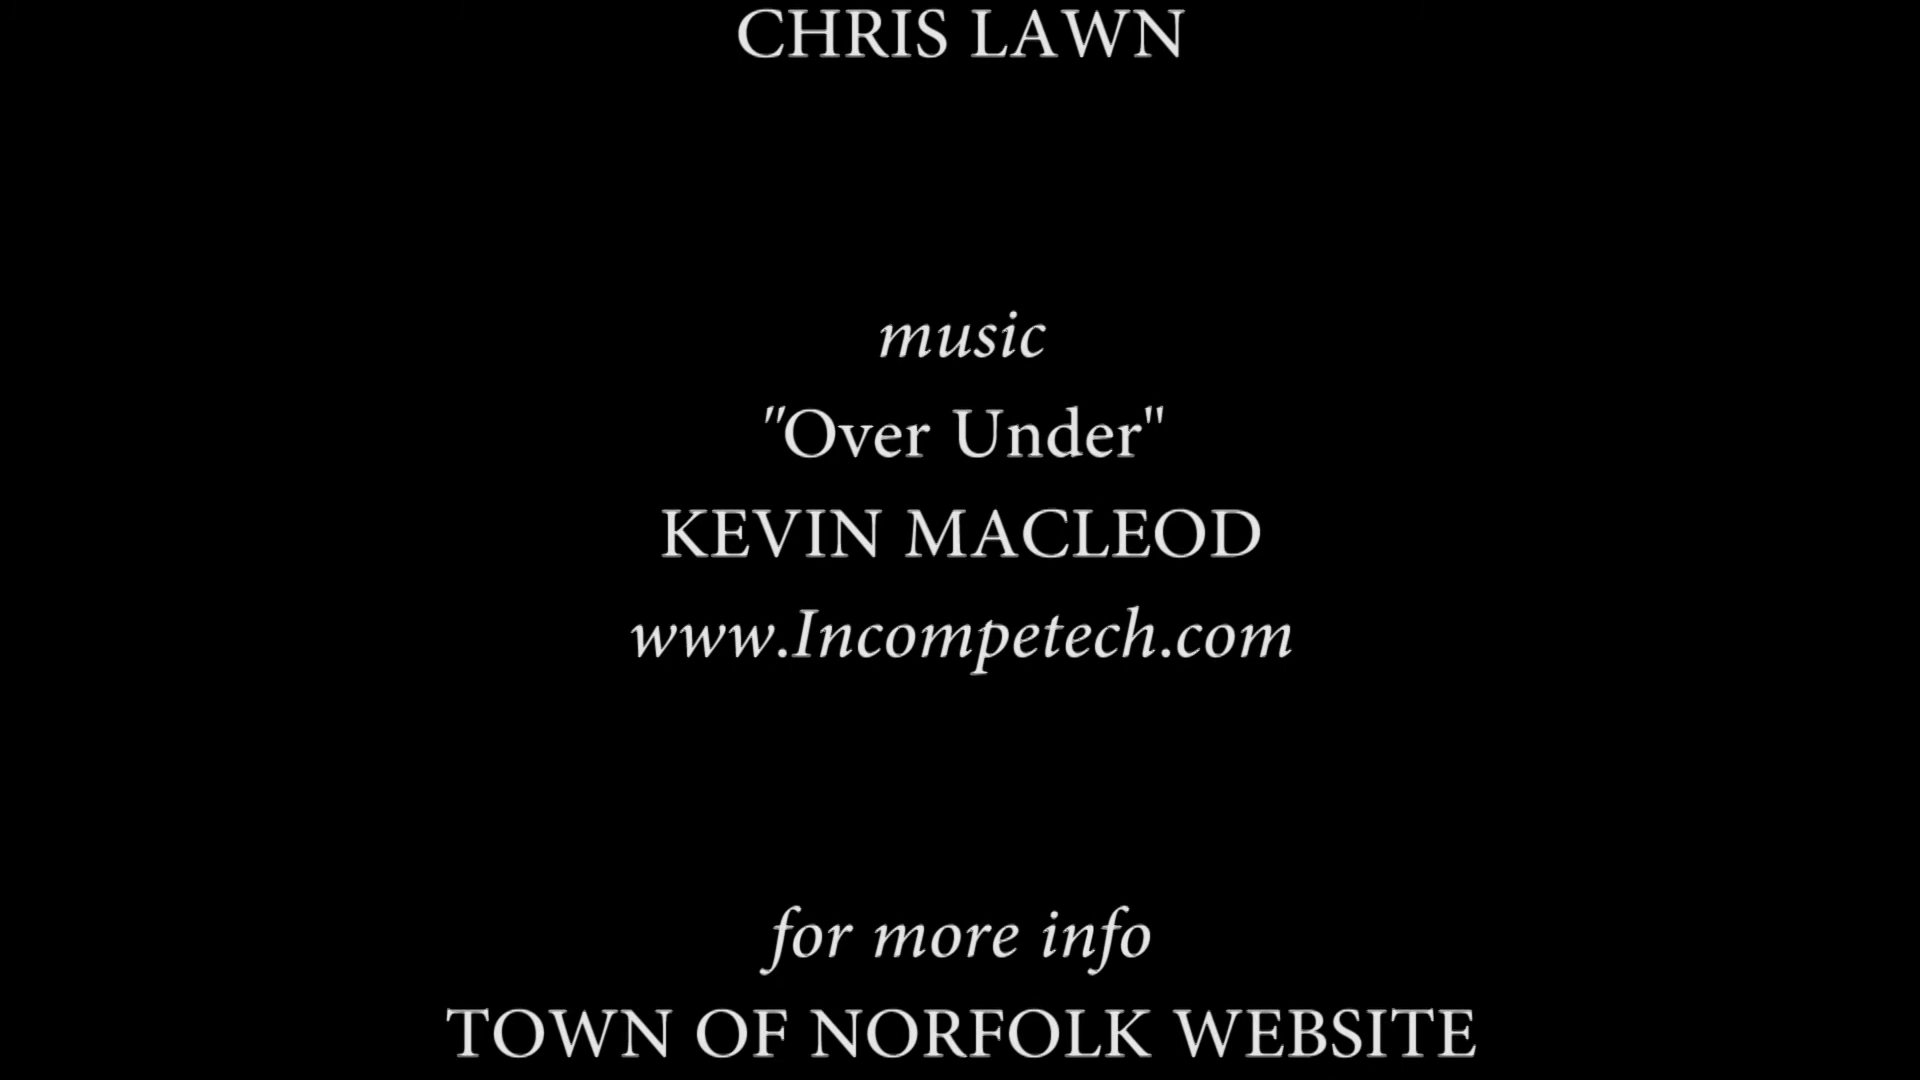 CHRIS LAWN
music
"Over Under"
KEVIN MACLEOD
www.Incompetech.com
for more info
TOWN OF NORFOLK WEBSITE